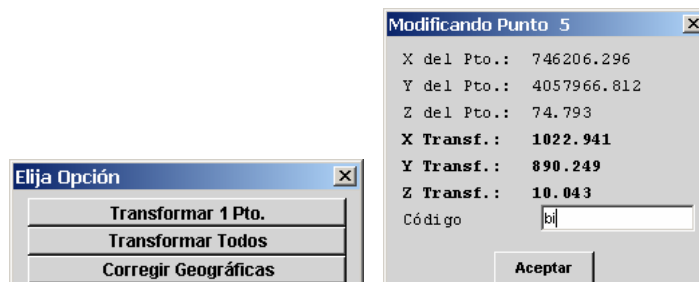 Modificando Punto 5
X del Pto.: 746206.296
Y del Pto.: 4057966.812
Z del Pto.: 74.793
X Transf.: 1022.941
Y Transf.: 890.249
Z Transf.: 10.043
Código bi
Aceptar
Elija Opción
Transformar 1 Pto.
Transformar Todos
Corregir Geográficas